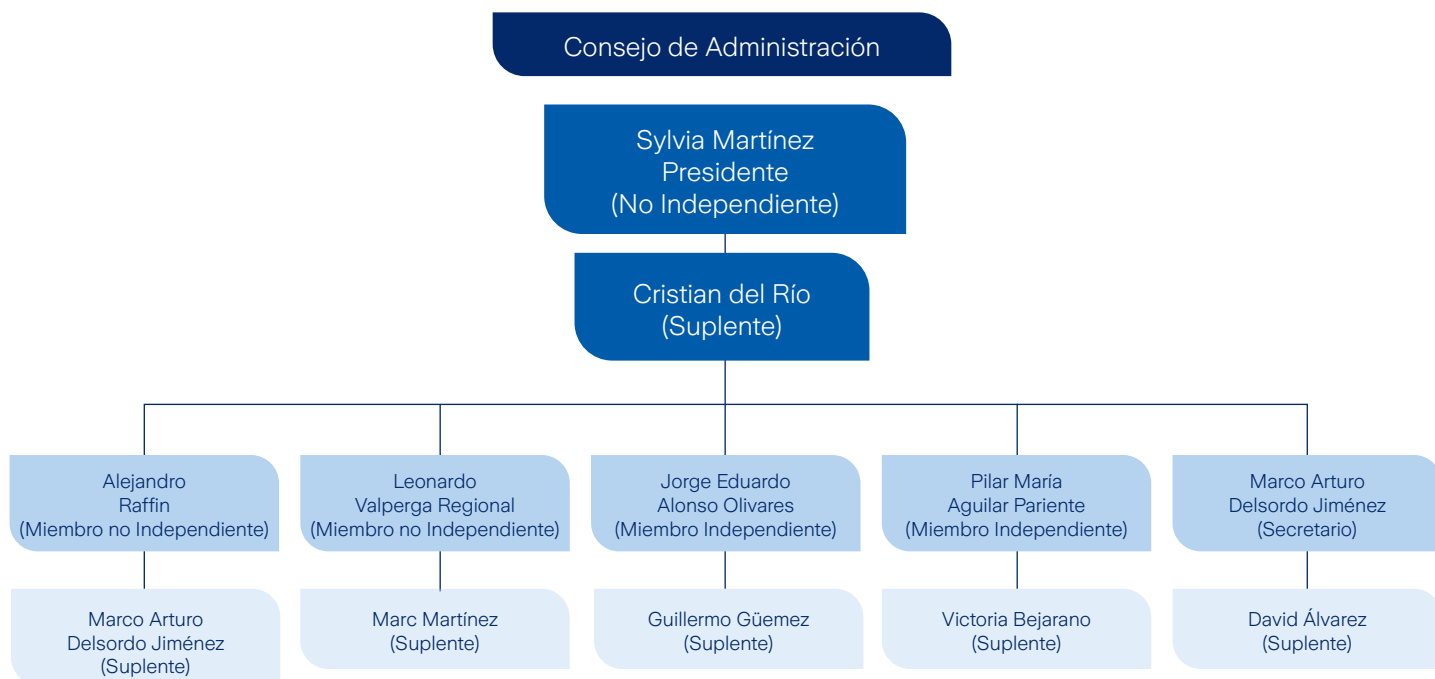 Consejo de Administración
Sylvia Martínez
Presidente
(No Independiente)
Cristian del Río
(Suplente)
Alejandro
Raffin
(Miembro no Independiente)
Leonardo
Valperga Regional
(Miembro no Independiente)
Jorge Eduardo
Alonso Olivares
(Miembro Independiente)
Pilar María
Aguilar Pariente
(Miembro Independiente)
Marco Arturo
Delsordo Jiménez
(Secretario)
Marco Arturo
Delsordo Jiménez
(Suplente)
Marc Martínez
(Suplente)
Guillermo Güemez
(Suplente)
Victoria Bejarano
(Suplente)
David Álvarez
(Suplente)